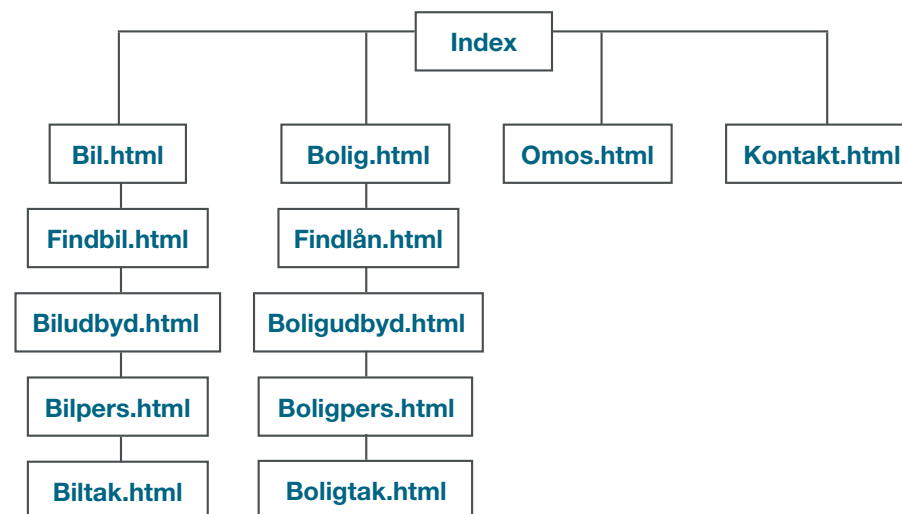 Index
Bil.html
Bolig.html
Omos.html
Kontakt.html
Findbil.html
Findlån.html
Biludbyd.html
Boligudbyd.html
Bilpers.html
Boligpers.html
Biltak.html
Boligtak.html